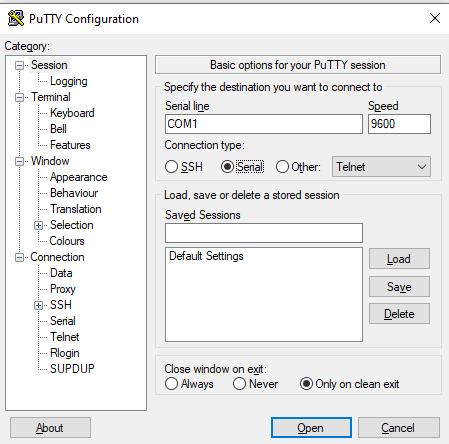 PuTTY Configuration
Category:
Session
Logging
Terminal
Keyboard
Bell
Features
Window
Appearance
Behaviour
Translation
Selection
Colours
Connection
Data
Proxy
SSH
Serial
Telnet
Rlogin
SUPDUP
Basic options for your PuTTY session
Specify the destination you want to connect to
Serial line Speed
COM1 9600
Connection type:
SSH Serial Other: Telnet
Load, save or delete a stored session
Saved Sessions
Default Settings
Load
Save
Delete
Close window on exit:
Always Never Only on clean exit
About Open Cancel